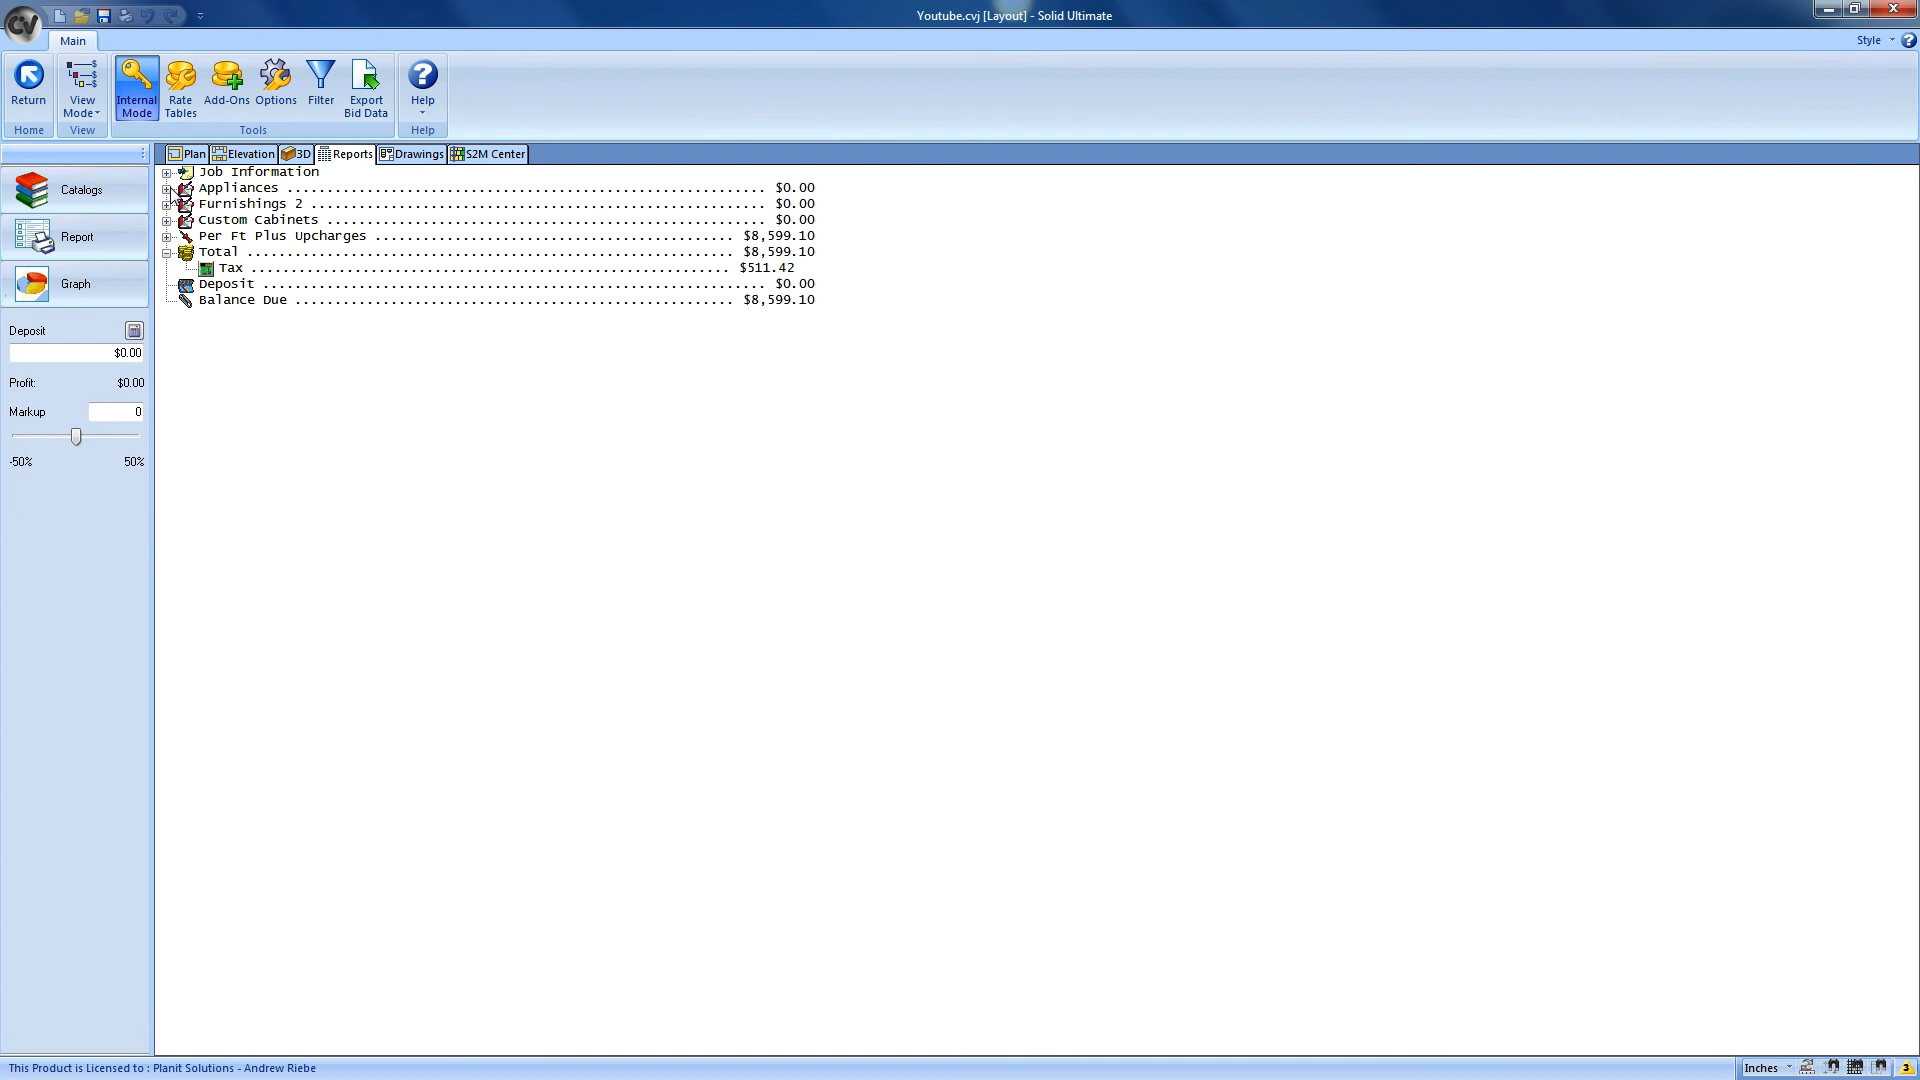 CV
Youtube.cvj [Layout] - Solid Ultimate
Main
Style
Return
View Mode
Internal Mode
Rate Tables
Add-Ons
Options
Filter
Export Bid Data
Help
Home
View
Tools
Help
Plan
Elevation
3D
Reports
Drawings
S2M Center
Catalogs
Report
Graph
Deposit
$0.00
Profit: $0.00
Markup 0
-50% 50%
Job Information
Appliances ............................................................ $0.00
Furnishings 2 ......................................................... $0.00
Custom Cabinets ....................................................... $0.00
Per Ft Plus Upcharges ............................................. $8,599.10
Total ............................................................. $8,599.10
Tax ............................................................ $511.42
Deposit ............................................................... $0.00
Balance Due ....................................................... $8,599.10
This Product is Licensed to : Planit Solutions - Andrew Riebe
Inches
3